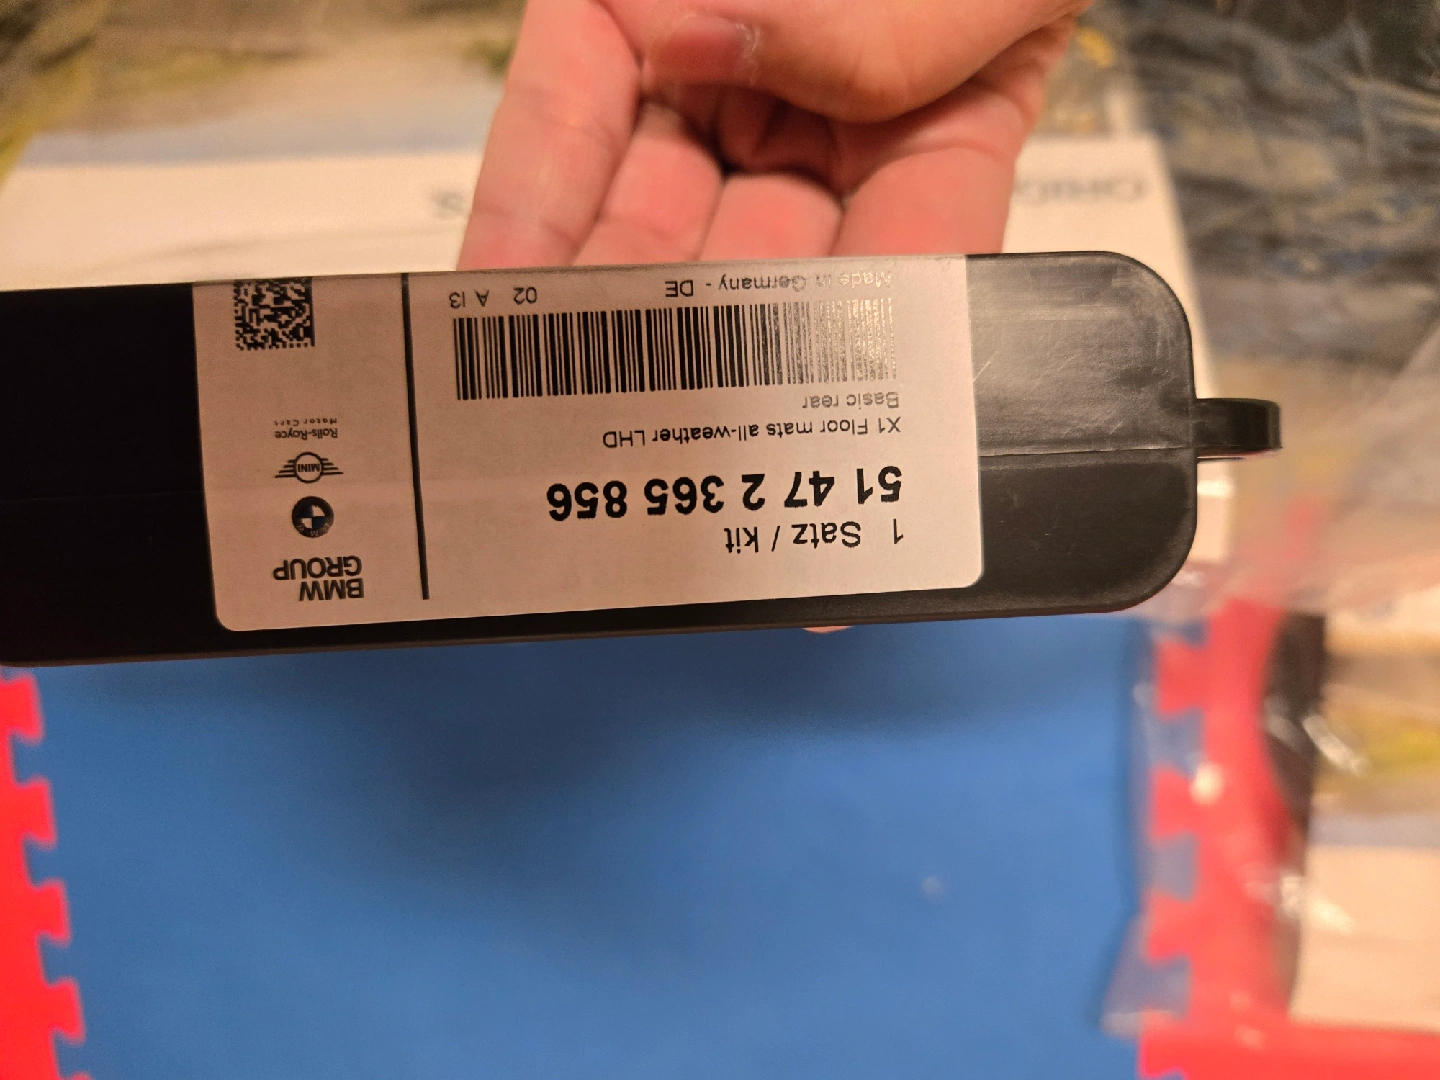 BMW
GROUP
MINI
Rolls-Royce
Motor Cars
1 Satz / kit
51 47 2 365 856
X1 Floor mats all-weather LHD
Basic rear
Made in Germany - DE 02 A I3